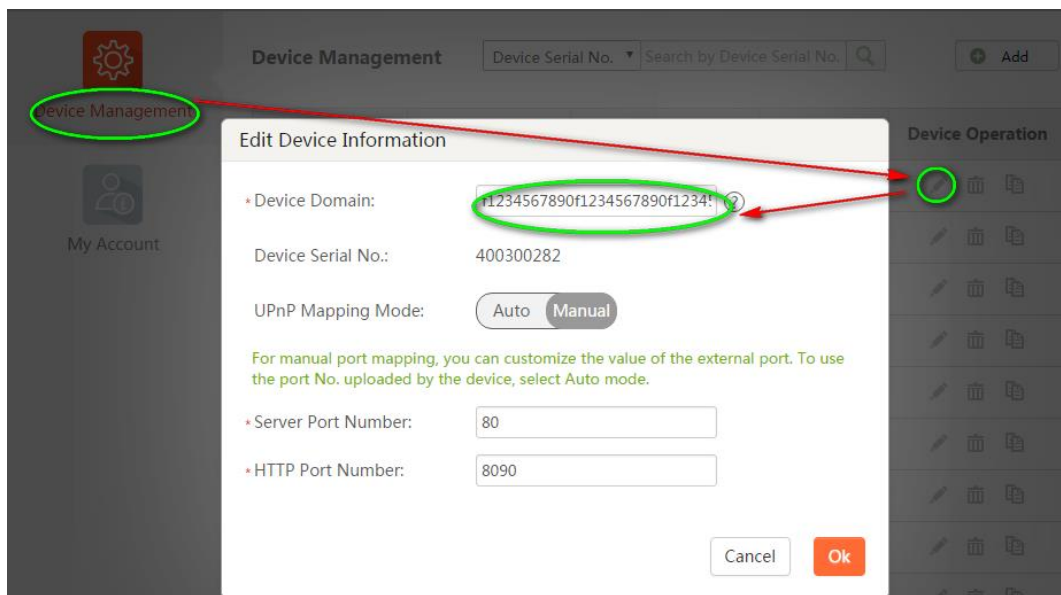 Device Management
Device Serial No.
Search by Device Serial No.
Add
Device Management
My Account
Device Operation
Edit Device Information
* Device Domain:
f1234567890f1234567890f1234!
?
Device Serial No.:
400300282
UPnP Mapping Mode:
Auto
Manual
For manual port mapping, you can customize the value of the external port. To use
the port No. uploaded by the device, select Auto mode.
* Server Port Number:
80
* HTTP Port Number:
8090
Cancel
Ok